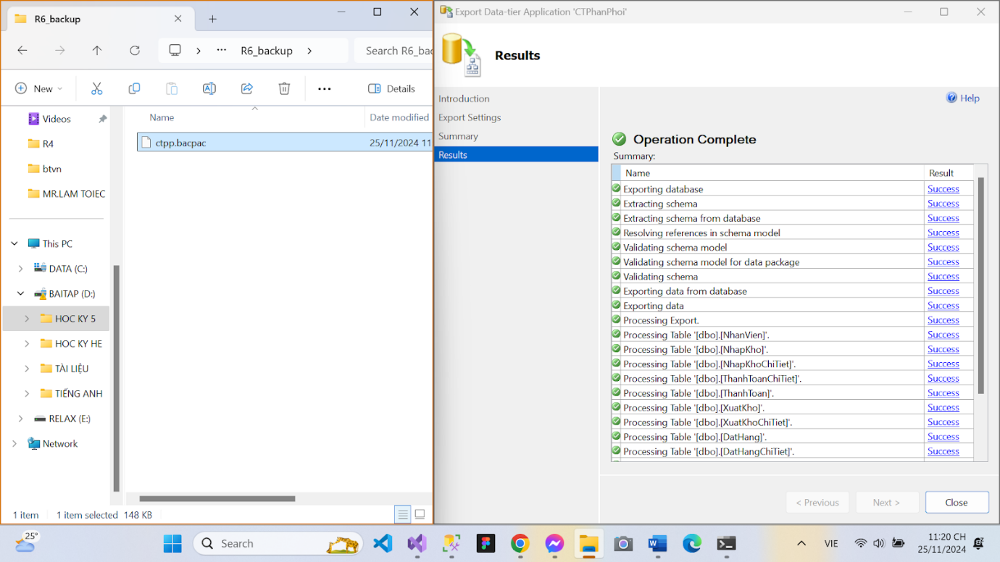 R6_backup
R6_backup
Search R6_bac
New
Details
Videos
R4
btvn
MR.LAM TOIEC
This PC
DATA (C:)
BAITAP (D:)
HOC KY 5
HOC KY HE
TÀI LIỆU
TIẾNG ANH
RELAX (E:)
Network
Name Date modified
ctpp.bacpac 25/11/2024 11
1 item 1 item selected 148 KB
Export Data-tier Application 'CTPhanPhoi'
Results
Introduction
Export Settings
Summary
Results
Help
Operation Complete
Summary:
Name Result
Exporting database Success
Extracting schema Success
Extracting schema from database Success
Resolving references in schema model Success
Validating schema model Success
Validating schema model for data package Success
Validating schema Success
Exporting data from database Success
Exporting data Success
Processing Export. Success
Processing Table '[dbo].[NhanVien]'. Success
Processing Table '[dbo].[NhapKho]'. Success
Processing Table '[dbo].[NhapKhoChiTiet]'. Success
Processing Table '[dbo].[ThanhToanChiTiet]'. Success
Processing Table '[dbo].[ThanhToan]'. Success
Processing Table '[dbo].[XuatKho]'. Success
Processing Table '[dbo].[XuatKhoChiTiet]'. Success
Processing Table '[dbo].[DatHang]'. Success
Processing Table '[dbo].[DatHangChiTiet]'. Success
< Previous Next > Close
25°
Search
VIE
11:20 CH
25/11/2024